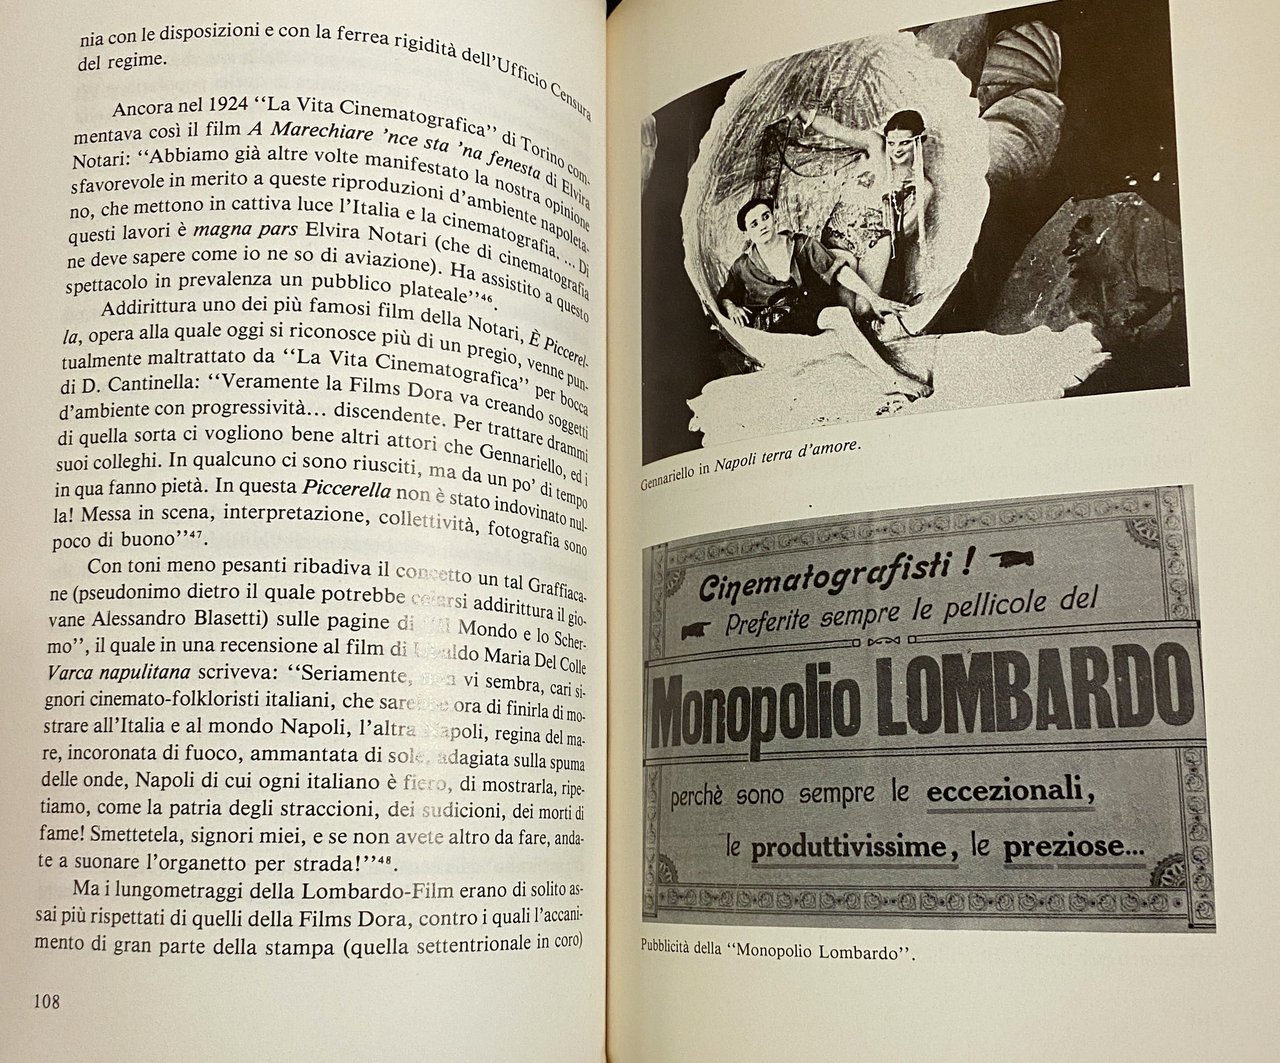 nia con le disposizioni e con la ferrea rigidità dell'Ufficio Censura
del regime.
Ancora nel 1924 “La Vita Cinematografica” di Torino com-
mentava così il film A Marechiare ’nce sta ’na fenesta di Elvira
Notari: “Abbiamo già altre volte manifestato la nostra opinione
sfavorevole in merito a queste riproduzioni d’ambiente napoleta-
no, che mettono in cattiva luce l’Italia e la cinematografia. ... Di
questi lavori è magna pars Elvira Notari (che di cinematografia
ne deve sapere come io ne so di aviazione). Ha assistito a questo
spettacolo in prevalenza un pubblico plateale”46.
Addirittura uno dei più famosi film della Notari, È Piccerel-
la, opera alla quale oggi si riconosce più di un pregio, venne pun-
tualmente maltrattato da “La Vita Cinematografica” per bocca
di D. Cantinella: “Veramente la Films Dora va creando soggetti
d’ambiente con progressività... discendente. Per trattare drammi
di quella sorta ci vogliono bene altri attori che Gennariello, ed i
suoi colleghi. In qualcuno ci sono riusciti, ma da un po’ di tempo
in qua fanno pietà. In questa Piccerella non è stato indovinato nul-
la! Messa in scena, interpretazione, collettività, fotografia sono
poco di buono”47.
Con toni meno pesanti ribadiva il concetto un tal Graffiaca-
ne (pseudonimo dietro il quale potrebbe celarsi addirittura il gio-
vane Alessandro Blasetti) sulle pagine di “Il Mondo e lo Scher-
mo”, il quale in una recensione al film di Ubaldo Maria Del Colle
Varca napulitana scriveva: “Seriamente, non vi sembra, cari si-
gnori cinemato-folkloristi italiani, che sarebbe ora di finirla di mo-
strare all’Italia e al mondo Napoli, l’altra Napoli, regina del ma-
re, incoronata di fuoco, ammantata di sole, adagiata sulla spuma
delle onde, Napoli di cui ogni italiano è fiero, di mostrarla, ripe-
tiamo, come la patria degli straccioni, dei sudicioni, dei morti di
fame! Smettetela, signori miei, e se non avete altro da fare, anda-
te a suonare l’organetto per strada!”48.
Ma i lungometraggi della Lombardo-Film erano di solito as-
sai più rispettati di quelli della Films Dora, contro i quali l’accani-
mento di gran parte della stampa (quella settentrionale in coro)
108
Gennariello in Napoli terra d’amore.
Cinematografisti !
Preferite sempre le pellicole del
Monopolio LOMBARDO
perchè sono sempre le eccezionali,
le produttivissime, le preziose...
Pubblicità della “Monopolio Lombardo”.